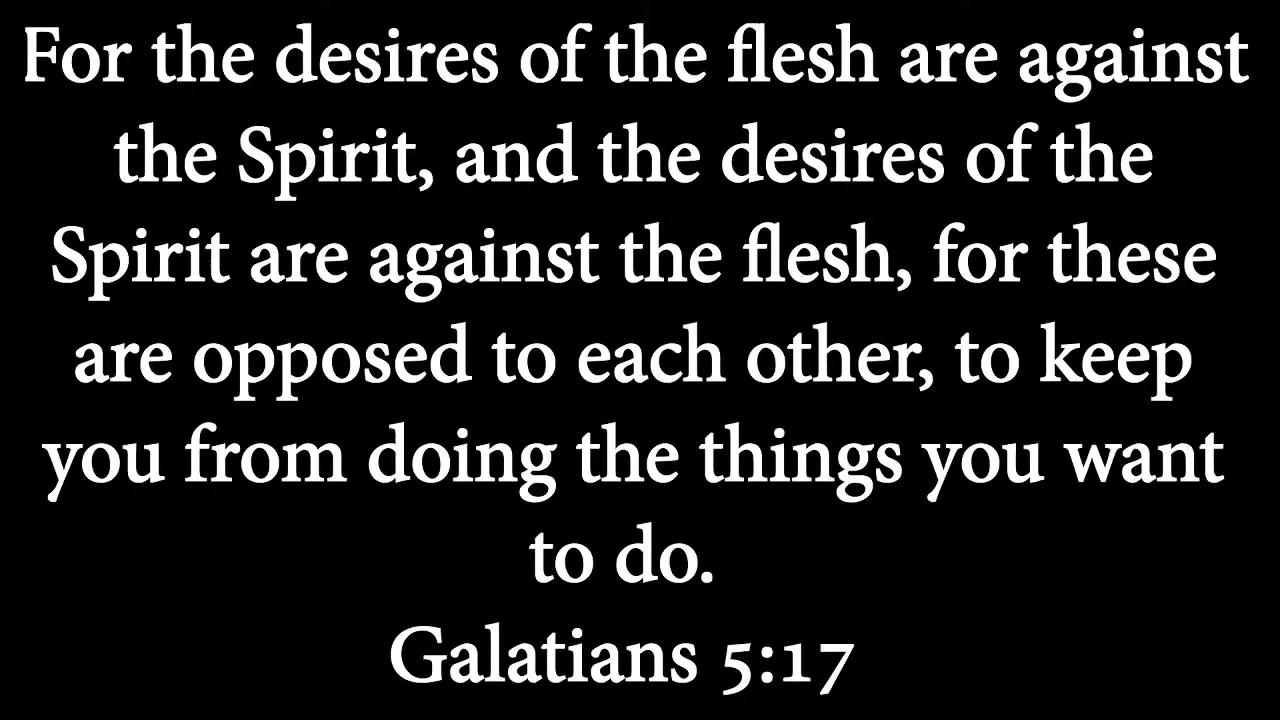 For the desires of the flesh are against
the Spirit, and the desires of the
Spirit are against the flesh, for these
are opposed to each other, to keep
you from doing the things you want
to do.
Galatians 5:17